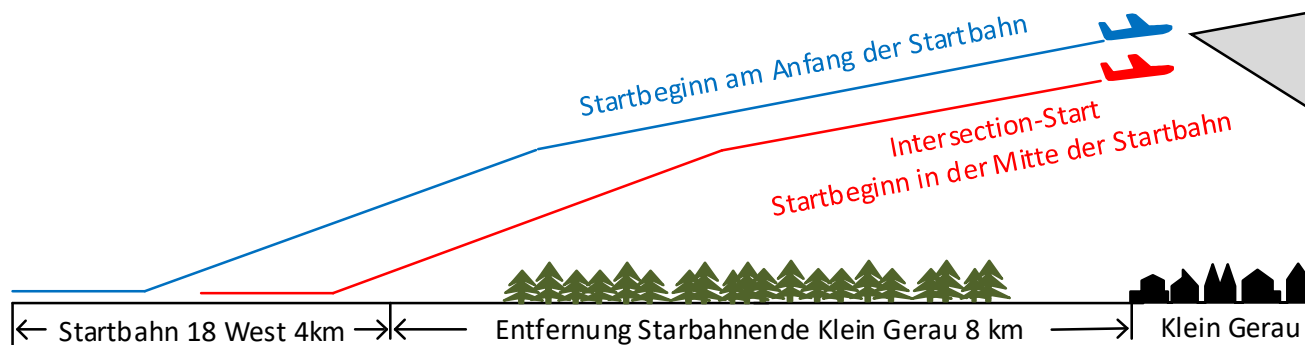 Startbeginn am Anfang der Startbahn
Intersection-Start
Startbeginn in der Mitte der Startbahn
Startbahn 18 West 4km
Entfernung Starbahnende Klein Gerau 8 km
Klein Gerau